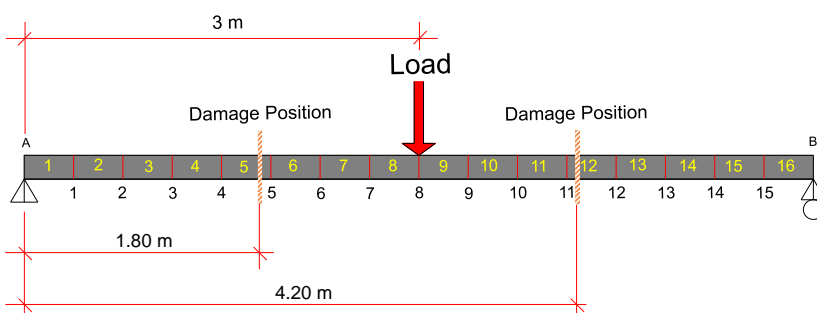 3 m
Load
Damage Position Damage Position
A B
1 2 3 4 5 6 7 8 9 10 11 12 13 14 15 16
1 2 3 4 5 6 7 8 9 10 11 12 13 14 15
1.80 m
4.20 m